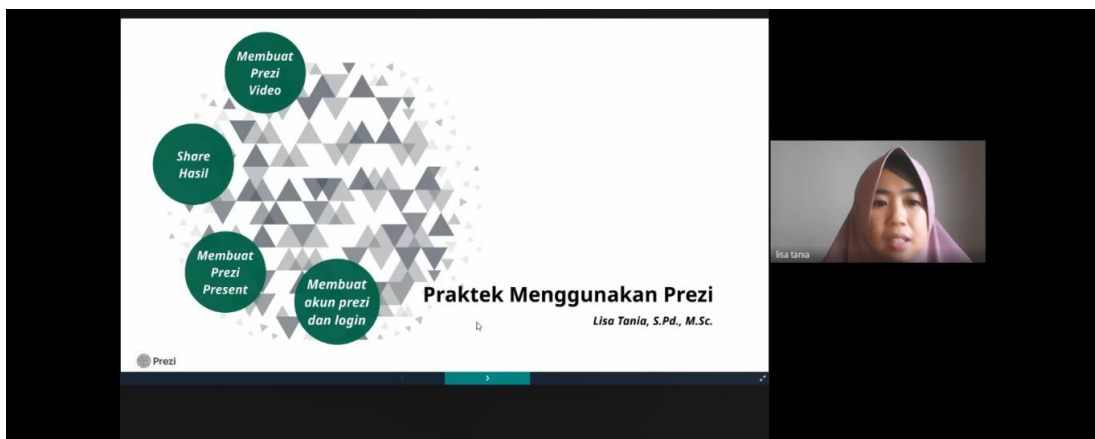 Membuat
Prezi
Video
Share
Hasil
Membuat
Prezi
Present
Membuat
akun prezi
dan login
Praktek Menggunakan Prezi
Lisa Tania, S.Pd., M.Sc.
Prezi
lisa tania